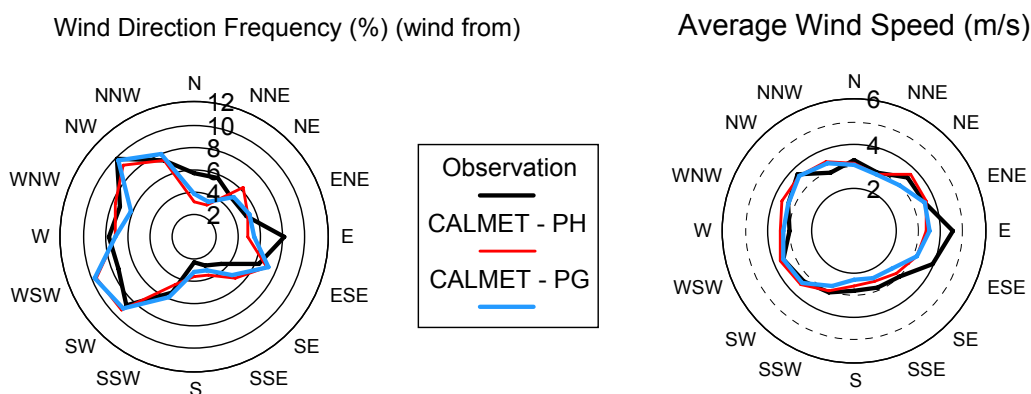 Wind Direction Frequency (%) (wind from)
N
NNE
NE
ENE
E
ESE
SE
SSE
S
SSW
SW
WSW
W
WNW
NW
NNW
12
10
8
6
4
2
Observation
CALMET - PH
CALMET - PG
Average Wind Speed (m/s)
N
NNE
NE
ENE
E
ESE
SE
SSE
S
SSW
SW
WSW
W
WNW
NW
NNW
6
4
2